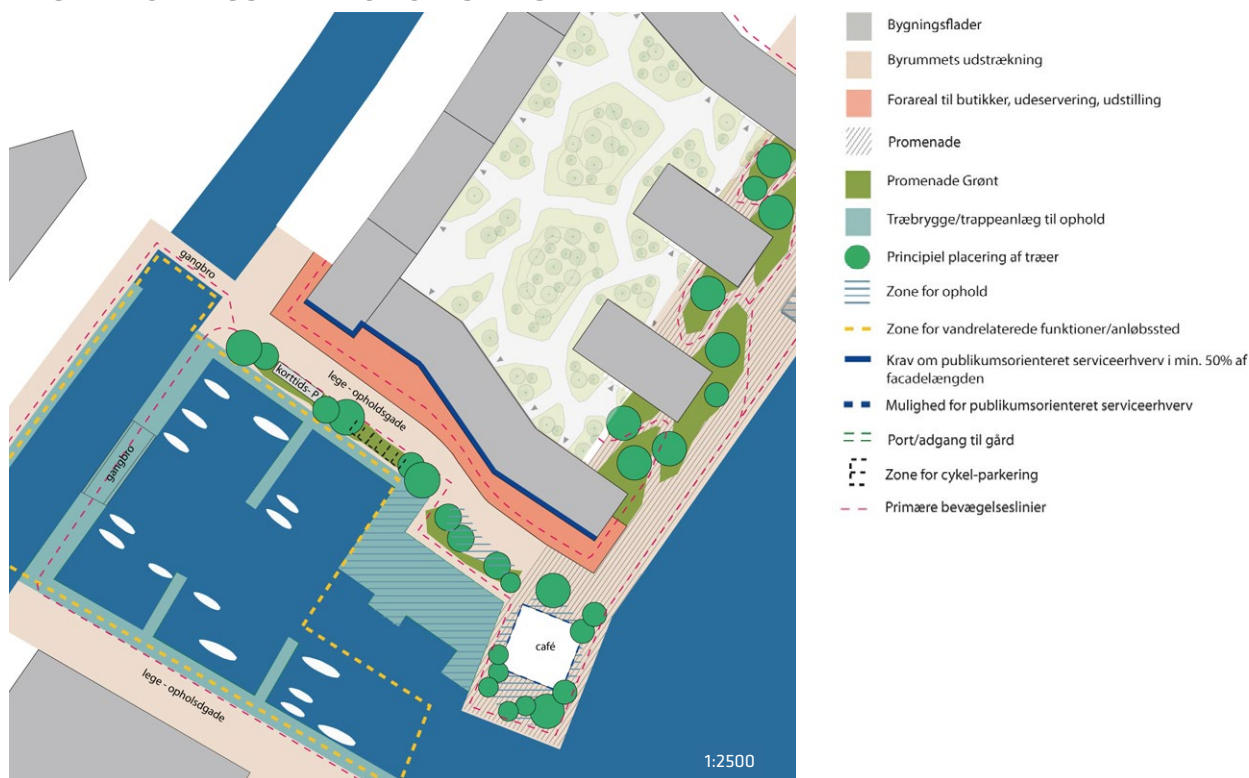 gangbro
korttids- P
lege - opholdsgade
gangbro
café
lege - opholsdgade
1:2500
Bygningsflader
Byrummets udstrækning
Forareal til butikker, udeservering, udstilling
Promenade
Promenade Grønt
Træbrygge/trappeanlæg til ophold
Principiel placering af træer
Zone for ophold
Zone for vandrelaterede funktioner/anløbssted
Krav om publikumsorienteret serviceerhverv i min. 50% af
facadelængden
Mulighed for publikumsorienteret serviceerhverv
Port/adgang til gård
Zone for cykel-parkering
Primære bevægelseslinier